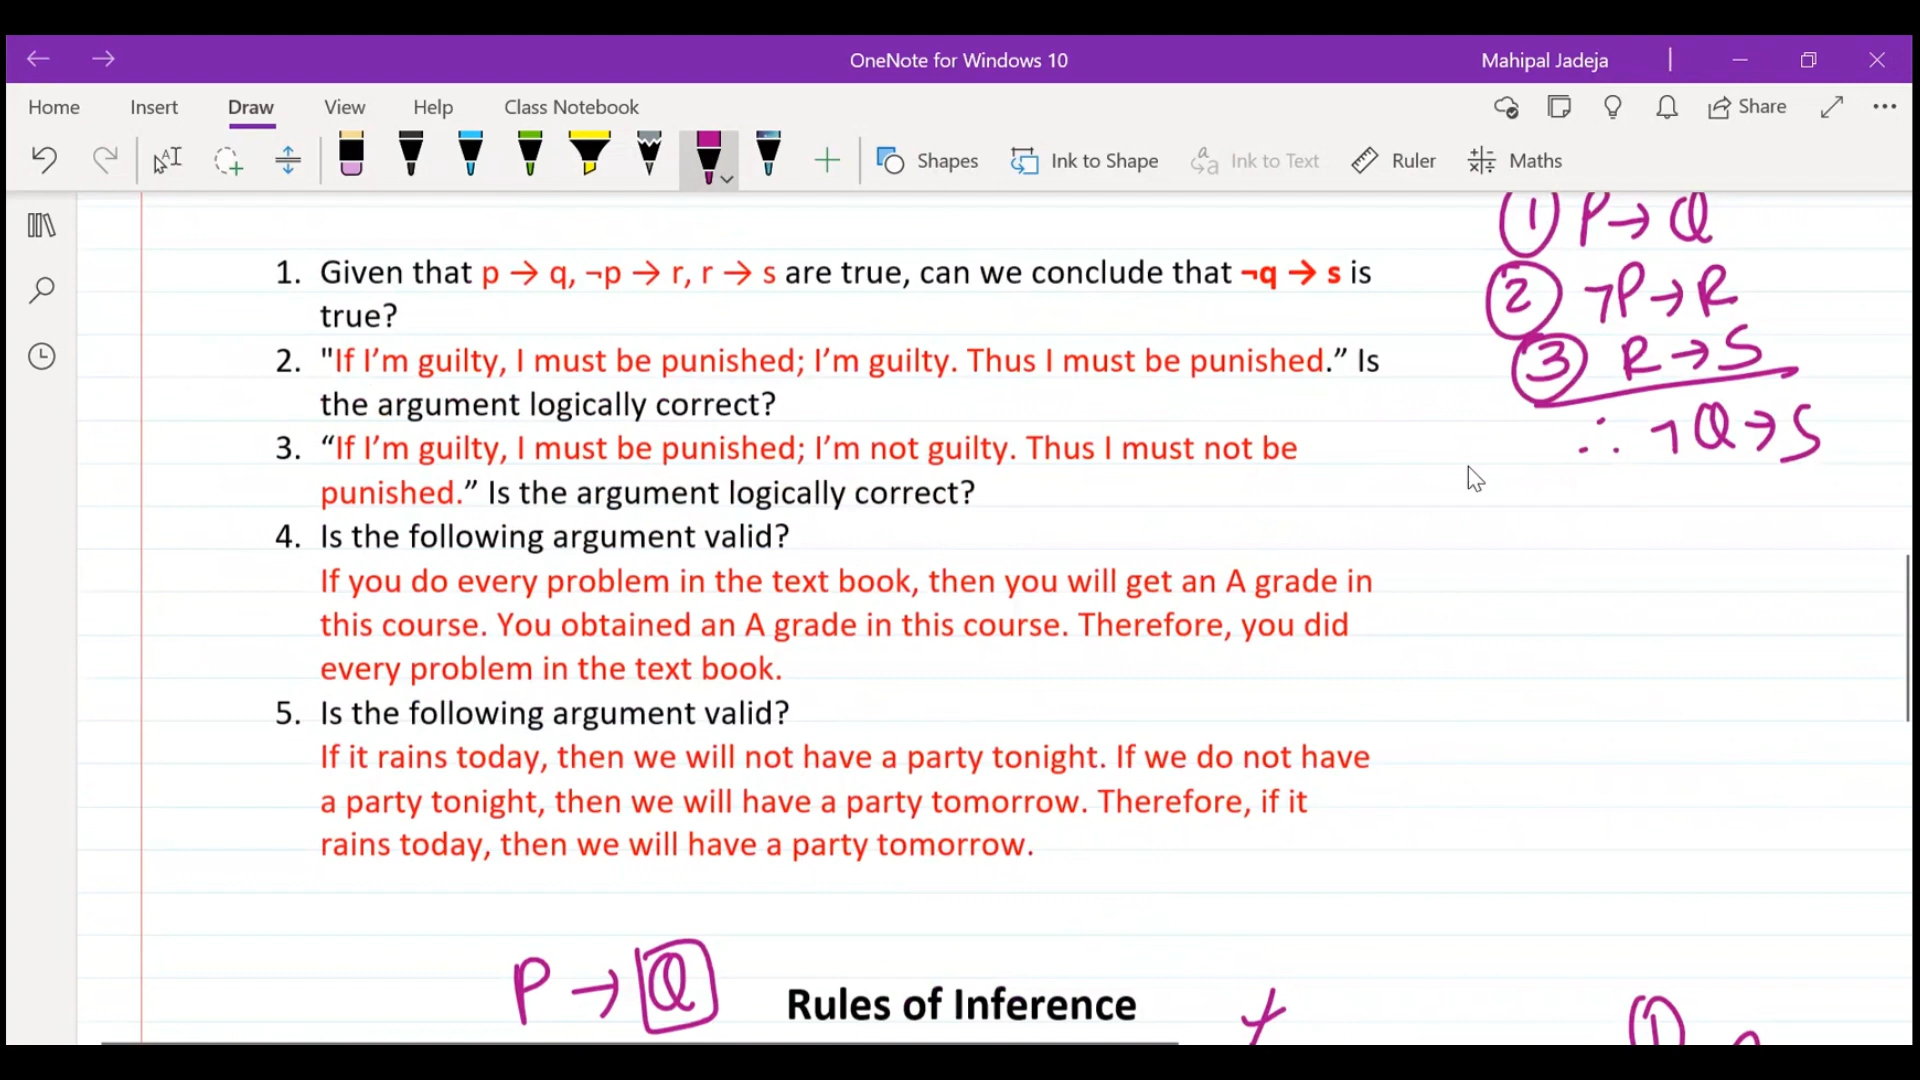 OneNote for Windows 10
Mahipal Jadeja
Home Insert Draw View Help Class Notebook
Share
Shapes Ink to Shape Ink to Text Ruler Maths
① P → Q
② ¬P → R
③ R → S
∴ ¬Q → S
1. Given that p → q, ¬p → r, r → s are true, can we conclude that ¬q → s is
true?
2. "If I’m guilty, I must be punished; I’m guilty. Thus I must be punished.” Is
the argument logically correct?
3. “If I’m guilty, I must be punished; I’m not guilty. Thus I must not be
punished.” Is the argument logically correct?
4. Is the following argument valid?
If you do every problem in the text book, then you will get an A grade in
this course. You obtained an A grade in this course. Therefore, you did
every problem in the text book.
5. Is the following argument valid?
If it rains today, then we will not have a party tonight. If we do not have
a party tonight, then we will have a party tomorrow. Therefore, if it
rains today, then we will have a party tomorrow.
P → Q
Rules of Inference
①